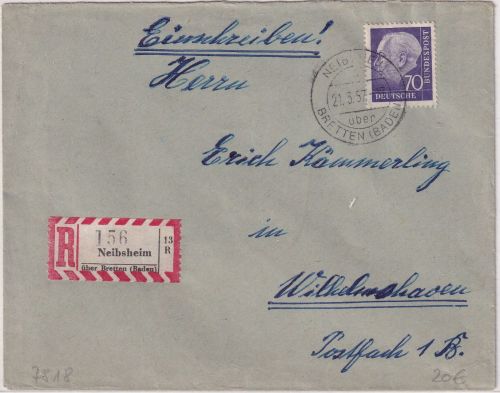 Einschreiben!
Herrn
NEIBSHEIM
21.3.57
über
BRETTEN (BADEN)
70
DEUTSCHE
BUNDESPOST
Erich Kämmerling
in
Wilhelmshaven
Postfach 1 B.
R
156
13
R
Neibsheim
über Bretten (Baden)
7818
20€